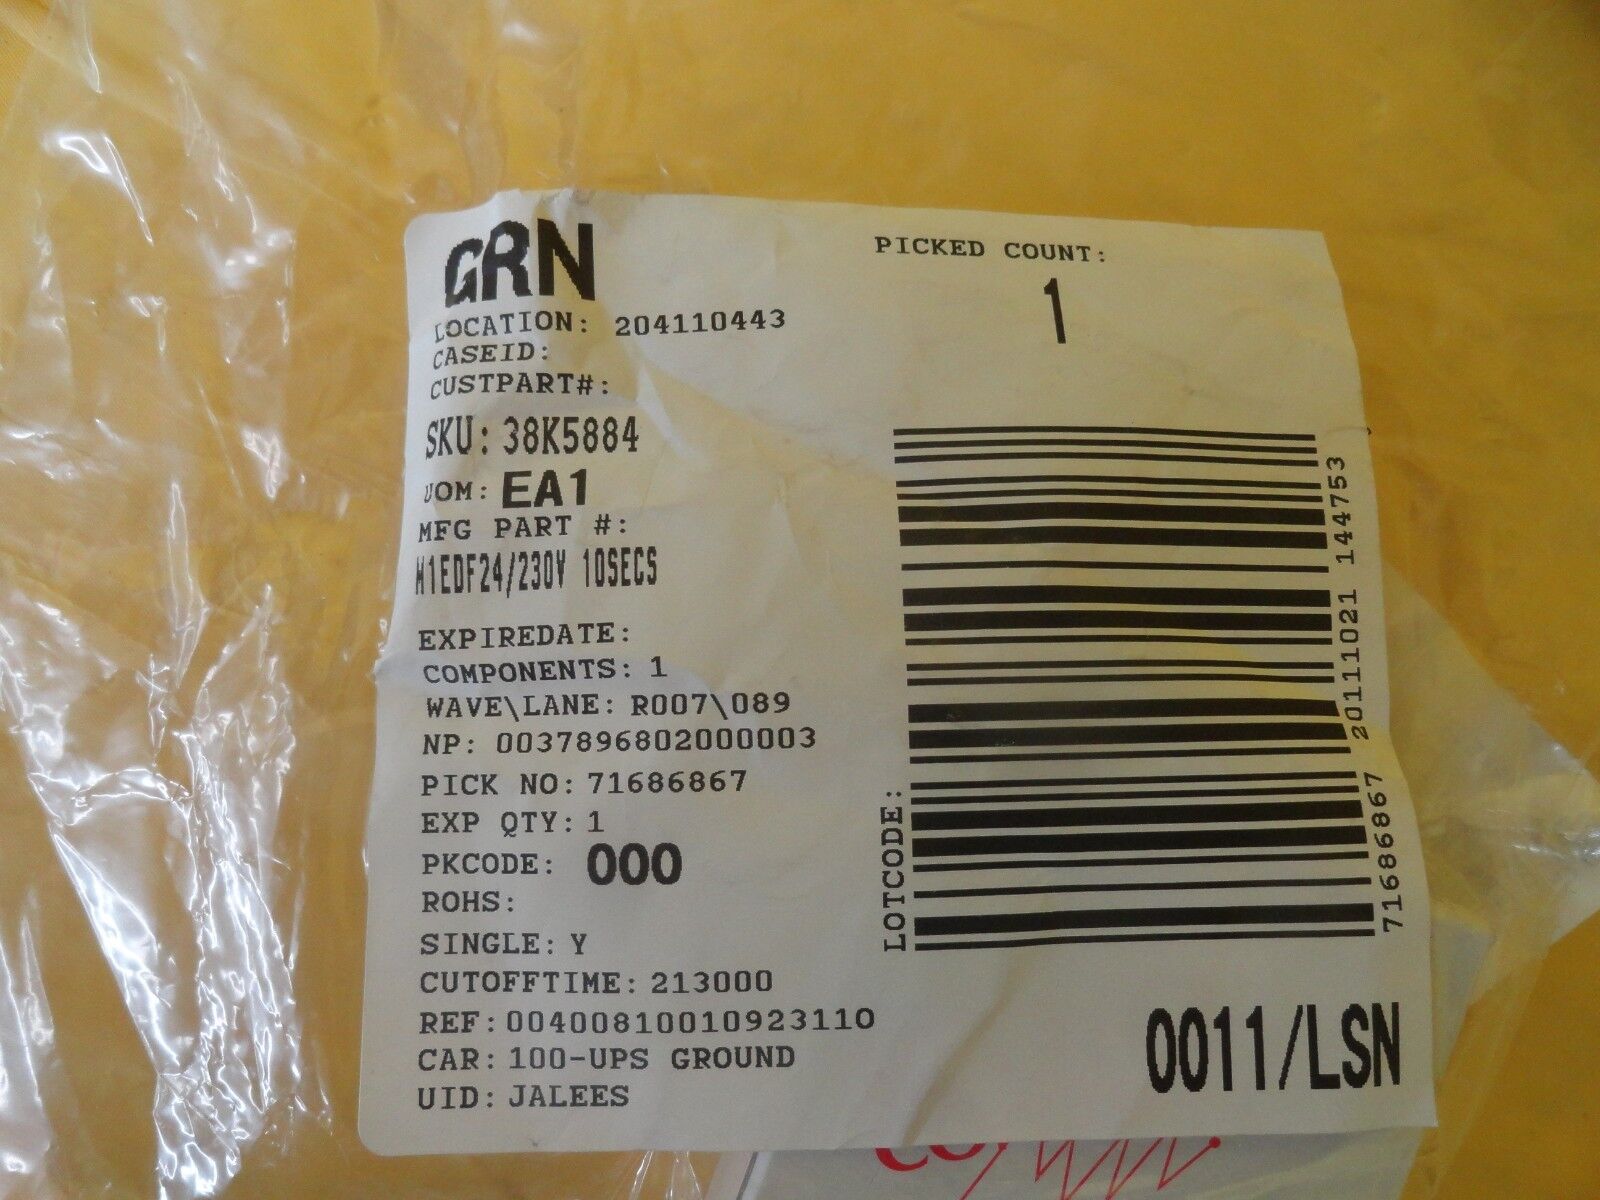 GRN
PICKED COUNT:
1
LOCATION: 204110443
CASEID:
CUSTPART#:
SKU: 38K5884
UOM: EA1
MFG PART #:
H1EDF24/230V 10SECS
EXPIREDATE:
COMPONENTS: 1
WAVE\LANE: R007\089
NP: 0037896802000003
PICK NO: 71686867
EXP QTY: 1
PKCODE: 000
ROHS:
SINGLE: Y
CUTOFFTIME: 213000
REF: 004008100109231 10
CAR: 100-UPS GROUND
UID: JALEES
LOTCODE:
71686867 20111021 144753
0011/LSN